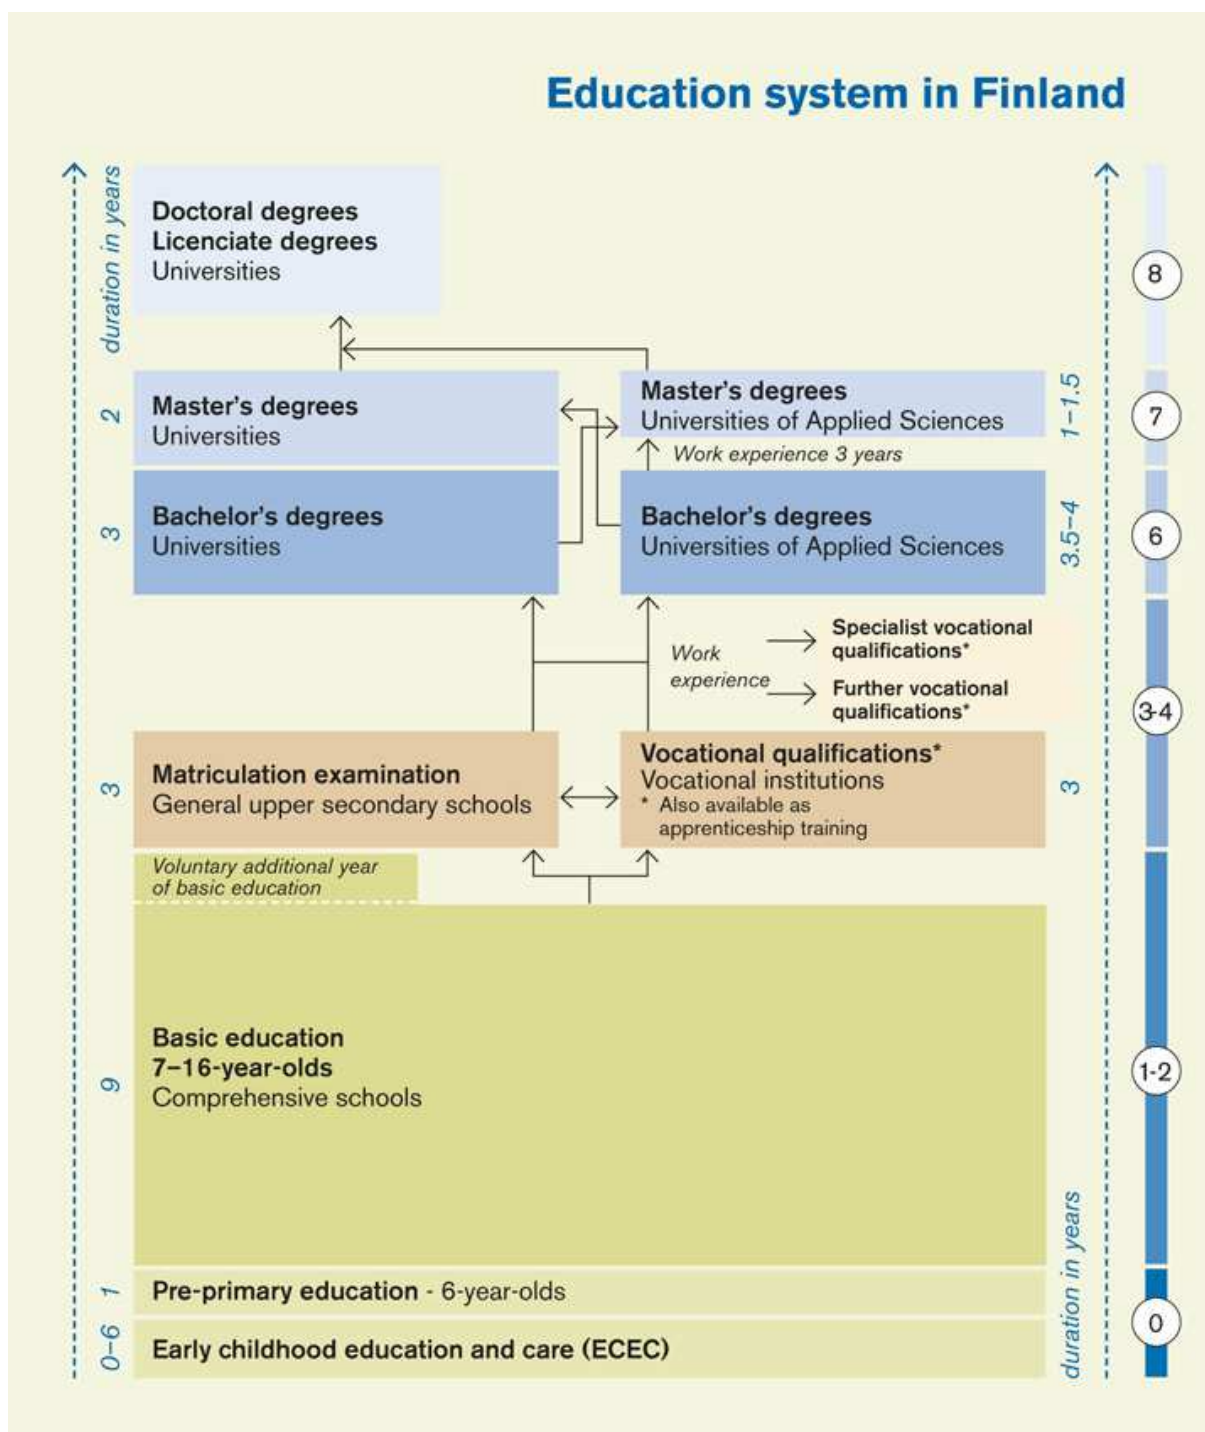 Education system in Finland
duration in years
Doctoral degrees
Licenciate degrees
Universities
8
2
Master's degrees
Universities
Master's degrees
Universities of Applied Sciences
1–1.5
7
Work experience 3 years
3
Bachelor's degrees
Universities
Bachelor's degrees
Universities of Applied Sciences
3.5–4
6
Work
experience
Specialist vocational
qualifications*
Further vocational
qualifications*
3-4
3
Matriculation examination
General upper secondary schools
Vocational qualifications*
Vocational institutions
* Also available as
apprenticeship training
3
Voluntary additional year
of basic education
9
Basic education
7–16-year-olds
Comprehensive schools
1-2
1
Pre-primary education - 6-year-olds
0–6
Early childhood education and care (ECEC)
duration in years
0